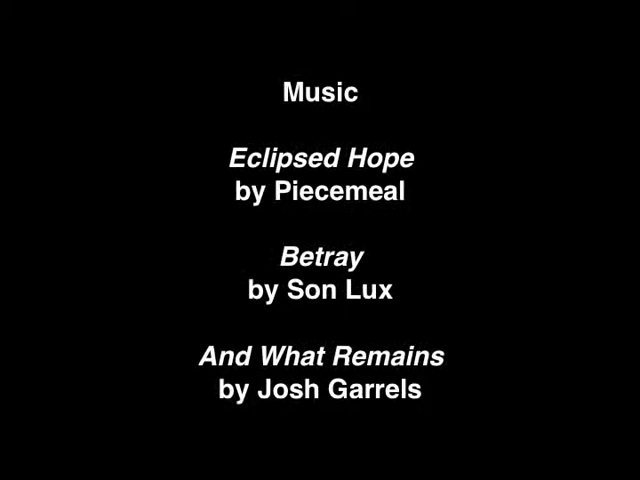 Music
Eclipsed Hope
by Piecemeal
Betray
by Son Lux
And What Remains
by Josh Garrels